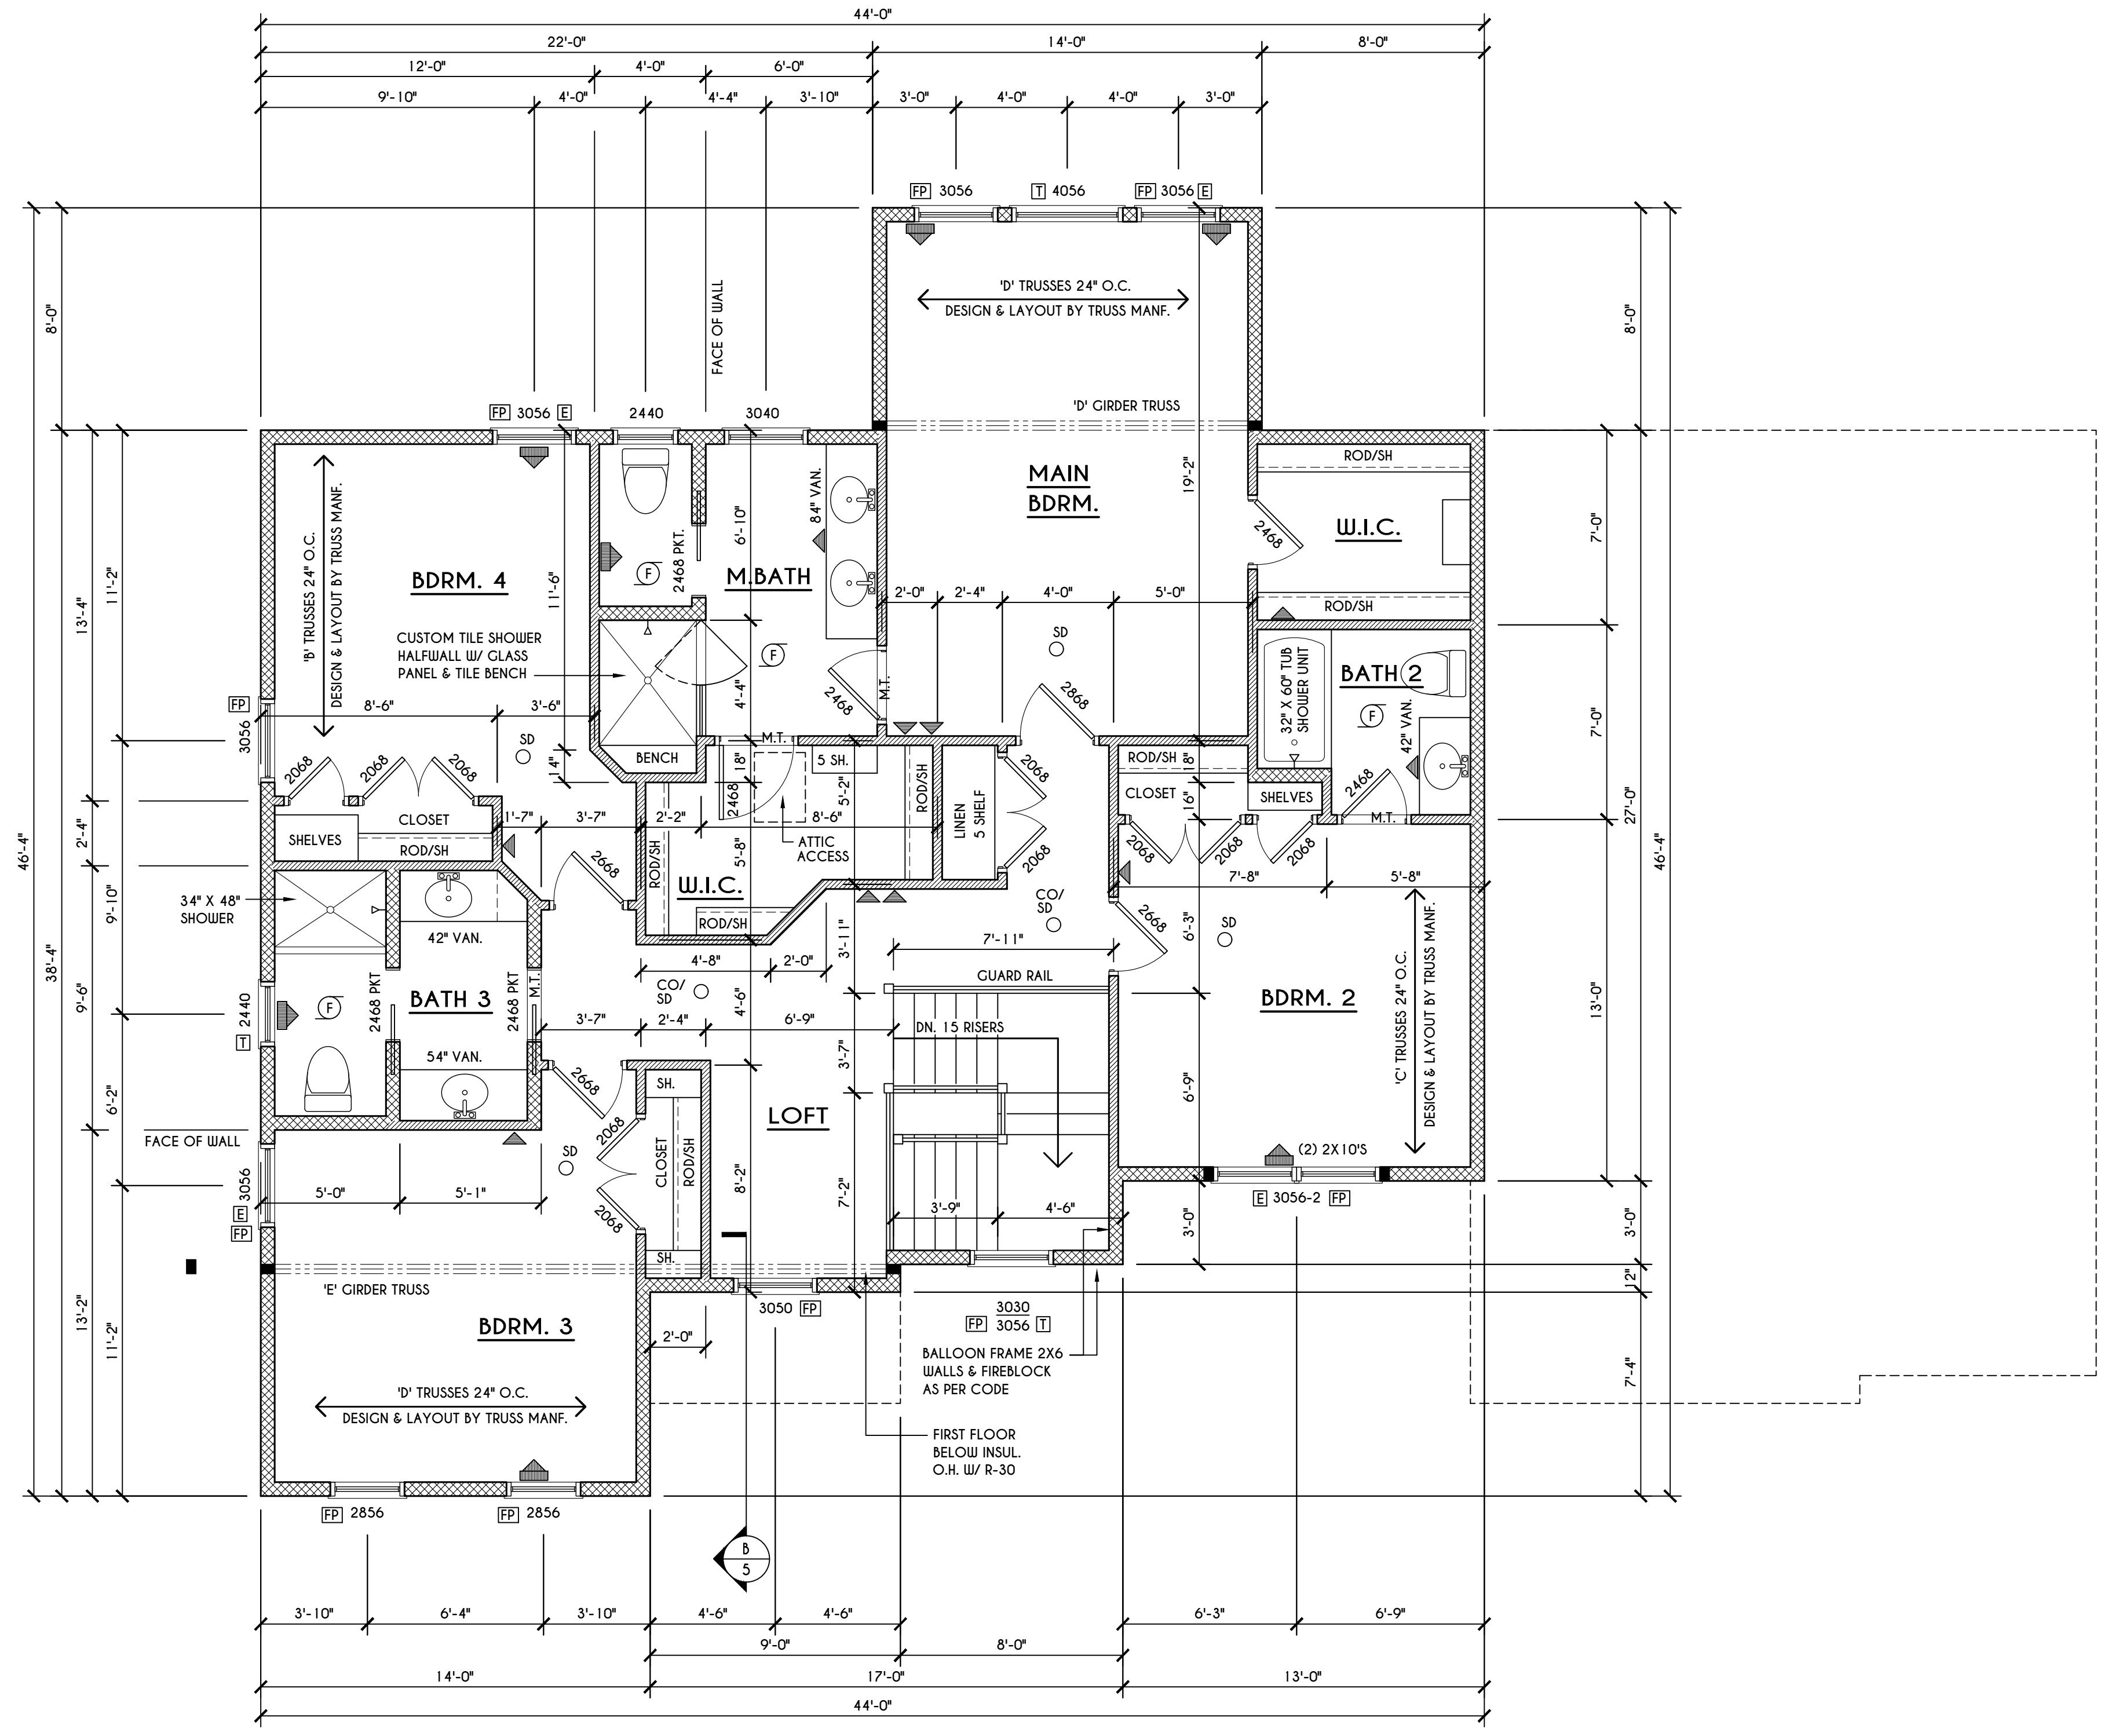 44'-0"
22'-0" 14'-0" 8'-0"
12'-0" 4'-0" 6'-0"
9'-10" 4'-0" 4'-4" 3'-10" 3'-0" 4'-0" 4'-0" 3'-0"
FP 3056 T 4056 FP 3056 E
8'-0"
FACE OF WALL
'D' TRUSSES 24" O.C.
DESIGN & LAYOUT BY TRUSS MANF.
8'-0"
'D' GIRDER TRUSS
FP 3056 E 2440 3040
46'-4"
38'-4"
13'-4"
11'-2"
'B' TRUSSES 24" O.C.
DESIGN & LAYOUT BY TRUSS MANF.
BDRM. 4
11'-6"
14"
2468 PKT.
F
6'-10"
84" VAN.
M.BATH
MAIN
BDRM.
19'-2"
ROD/SH
W.I.C.
2468
ROD/SH
7'-0"
2'-0" 2'-4" 4'-0" 5'-0"
CUSTOM TILE SHOWER
HALFWALL W/ GLASS
PANEL & TILE BENCH
F
4'-4"
2468
M.T.
SD
2868
32" X 60" TUB
SHOWER UNIT
BATH 2
F
42" VAN.
7'-0"
27'-0"
46'-4"
FP
3056
8'-6" 3'-6"
SD
2068
2068
2068
BENCH
M.T.
18"
2468
5 SH.
5'-2"
ROD/SH
2068
ROD/SH
18"
CLOSET
16"
SHELVES
2468
M.T.
2'-4"
SHELVES
CLOSET
ROD/SH
1'-7" 3'-7" 2'-2" 8'-6"
ATTIC
ACCESS
LINEN
5 SHELF
2068
2068
2068
2068
5'-8"
ROD/SH
W.I.C.
ROD/SH
2668
7'-8" 5'-8"
34" X 48"
SHOWER
9'-10"
9'-6"
42" VAN.
CO/
SD
2668
6'-3"
SD
3'-11"
7'-11"
GUARD RAIL
4'-8" 2'-0"
CO/
SD
4'-6"
BDRM. 2
'C' TRUSSES 24" O.C.
DESIGN & LAYOUT BY TRUSS MANF.
13'-0"
2440
T
F
2468 PKT
BATH 3
2468 PKT
M.T.
3'-7" 2'-4" 6'-9"
DN. 15 RISERS
3'-7"
54" VAN.
6'-2"
2668
SH.
6'-9"
LOFT
FACE OF WALL
SD
2068
CLOSET
ROD/SH
2068
SH.
8'-2"
7'-2"
(2) 2X10'S
E 3056-2 FP
3056
E
FP
5'-0" 5'-1"
3'-9" 4'-6"
3'-0"
3'-0"
12"
'E' GIRDER TRUSS
3050 FP
3030
FP 3056 T
BDRM. 3
2'-0"
13'-2"
11'-2"
BALLOON FRAME 2X6
WALLS & FIREBLOCK
AS PER CODE
7'-4"
'D' TRUSSES 24" O.C.
DESIGN & LAYOUT BY TRUSS MANF.
FIRST FLOOR
BELOW INSUL.
O.H. W/ R-30
FP 2856 FP 2856
B
5
3'-10" 6'-4" 3'-10" 4'-6" 4'-6" 6'-3" 6'-9"
9'-0" 8'-0"
14'-0" 17'-0" 13'-0"
44'-0"